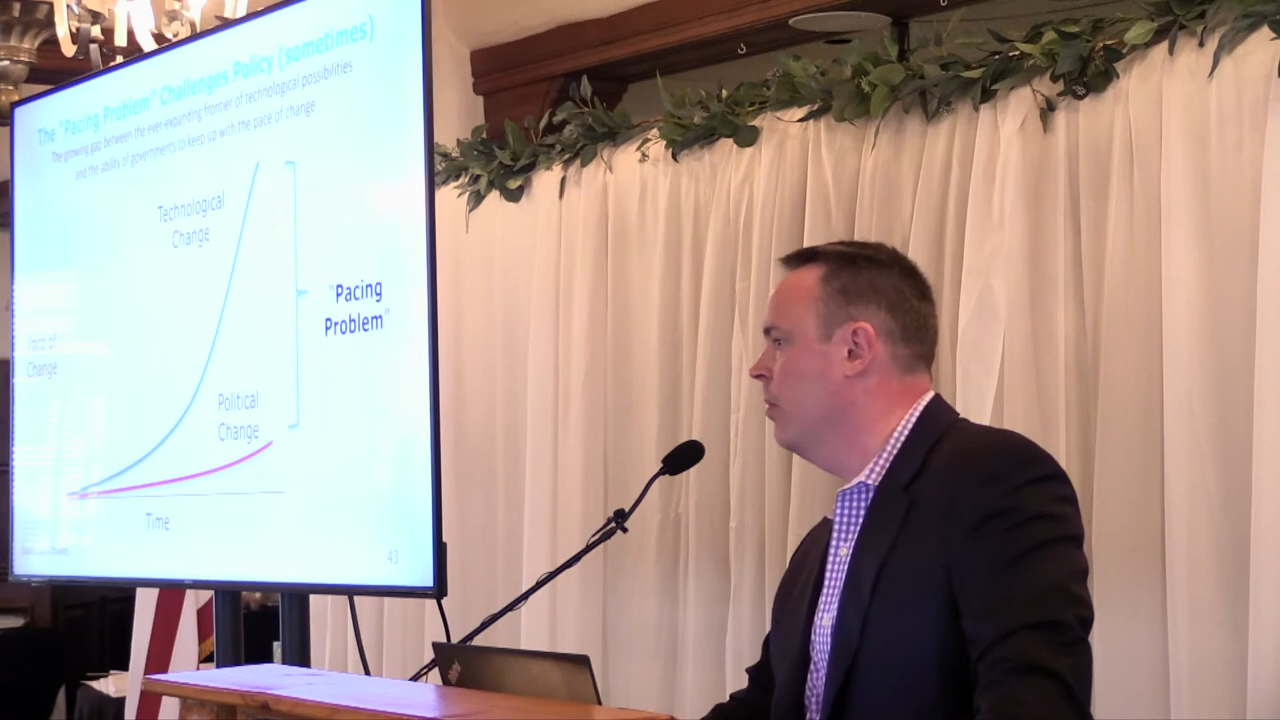 The "Pacing Problem" Challenges Policy (sometimes)
The growing gap between the ever-expanding frontier of technological possibilities
and the ability of governments to keep up with the pace of change
Technological
Change
"Pacing
Problem"
Pace of
Change
Political
Change
Time
43